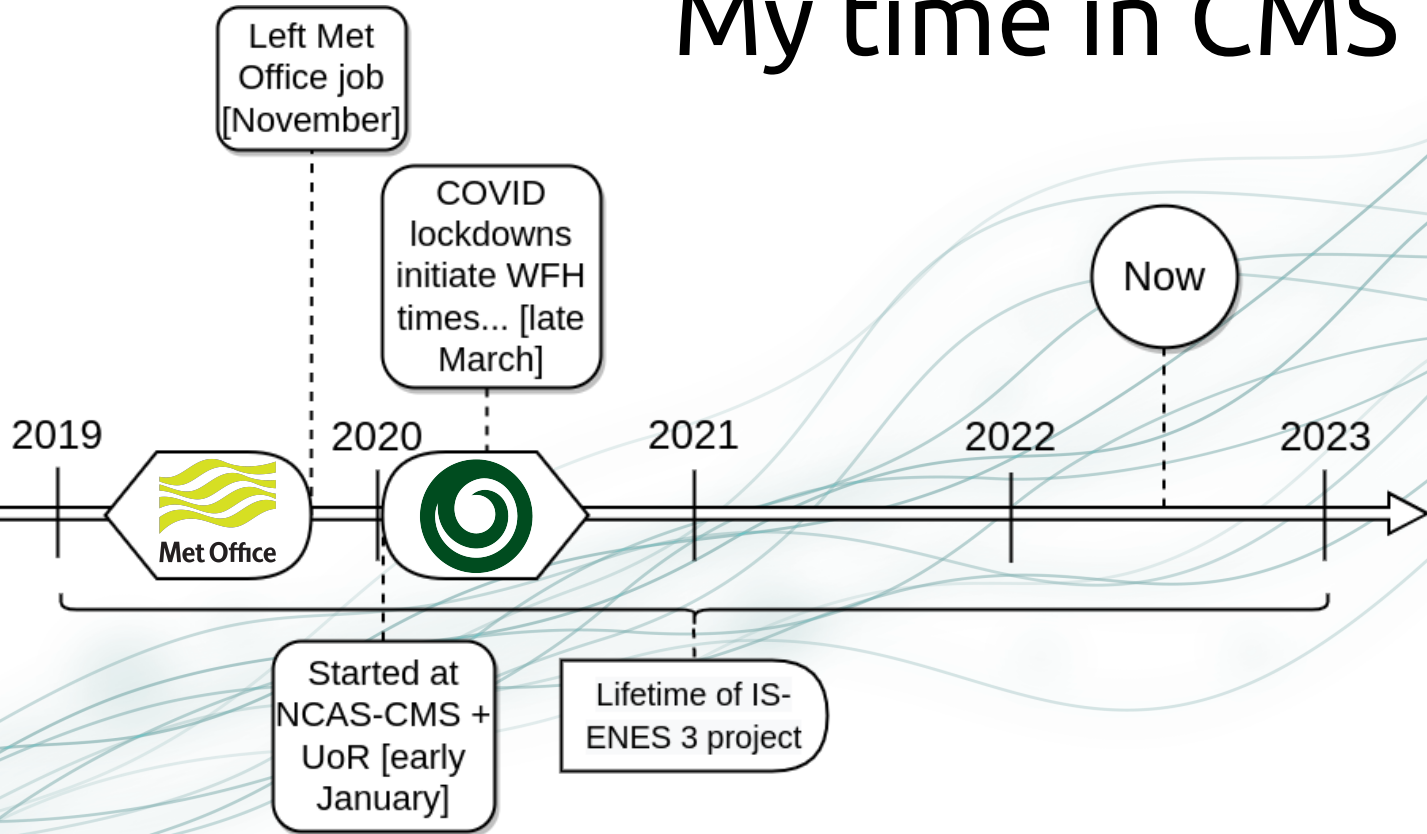 My time in CMS
Left Met
Office job
[November]
COVID
lockdowns
initiate WFH
times... [late
March]
Now
2019
2020
2021
2022
2023
Met Office
Started at
NCAS-CMS +
UoR [early
January]
Lifetime of IS-
ENES 3 project